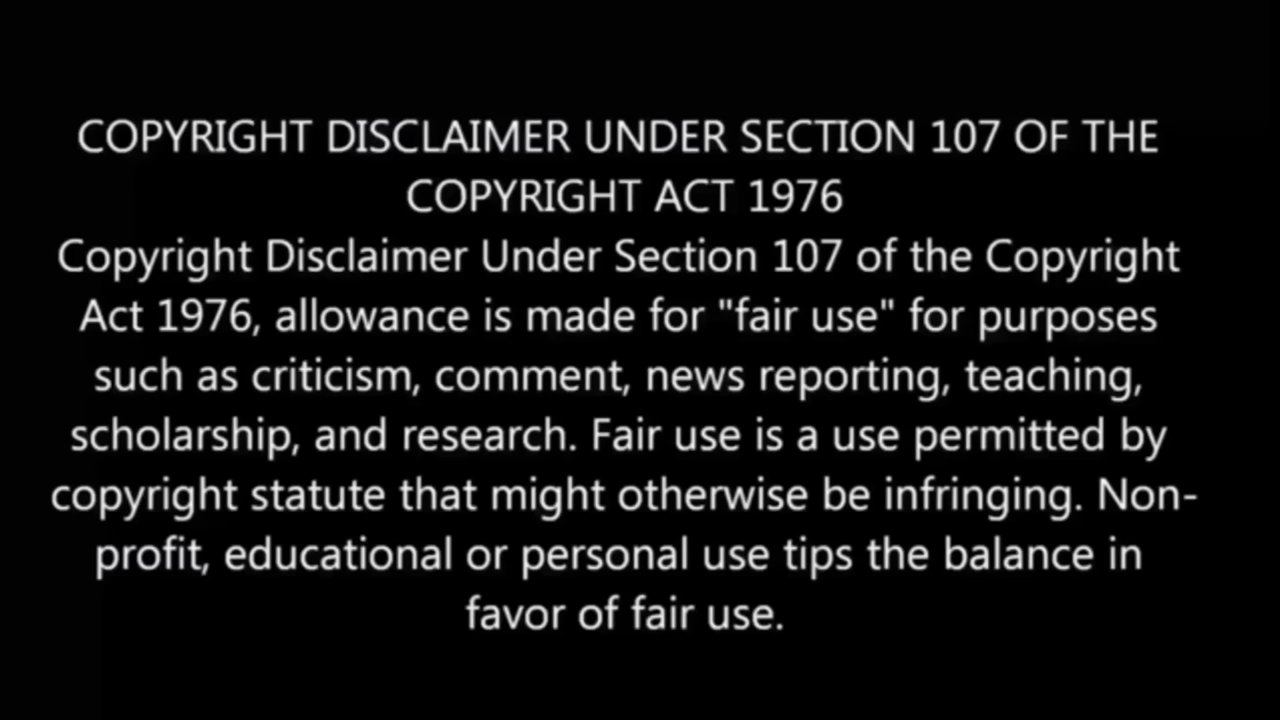 COPYRIGHT DISCLAIMER UNDER SECTION 107 OF THE
COPYRIGHT ACT 1976
Copyright Disclaimer Under Section 107 of the Copyright
Act 1976, allowance is made for "fair use" for purposes
such as criticism, comment, news reporting, teaching,
scholarship, and research. Fair use is a use permitted by
copyright statute that might otherwise be infringing. Non-
profit, educational or personal use tips the balance in
favor of fair use.